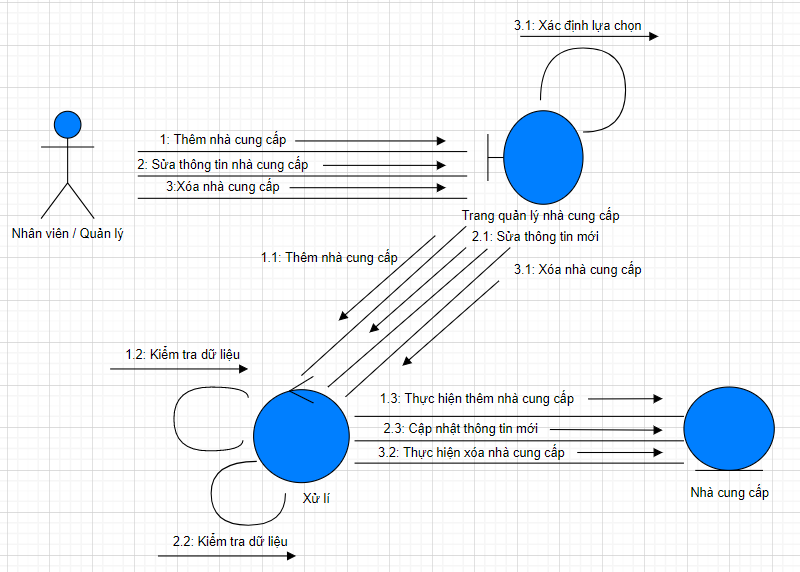 3.1: Xác định lựa chọn
1: Thêm nhà cung cấp
2: Sửa thông tin nhà cung cấp
3:Xóa nhà cung cấp
Nhân viên / Quản lý
Trang quản lý nhà cung cấp
2.1: Sửa thông tin mới
1.1: Thêm nhà cung cấp
3.1: Xóa nhà cung cấp
1.2: Kiểm tra dữ liệu
1.3: Thực hiện thêm nhà cung cấp
2.3: Cập nhật thông tin mới
3.2: Thực hiện xóa nhà cung cấp
Nhà cung cấp
Xử lí
2.2: Kiểm tra dữ liệu